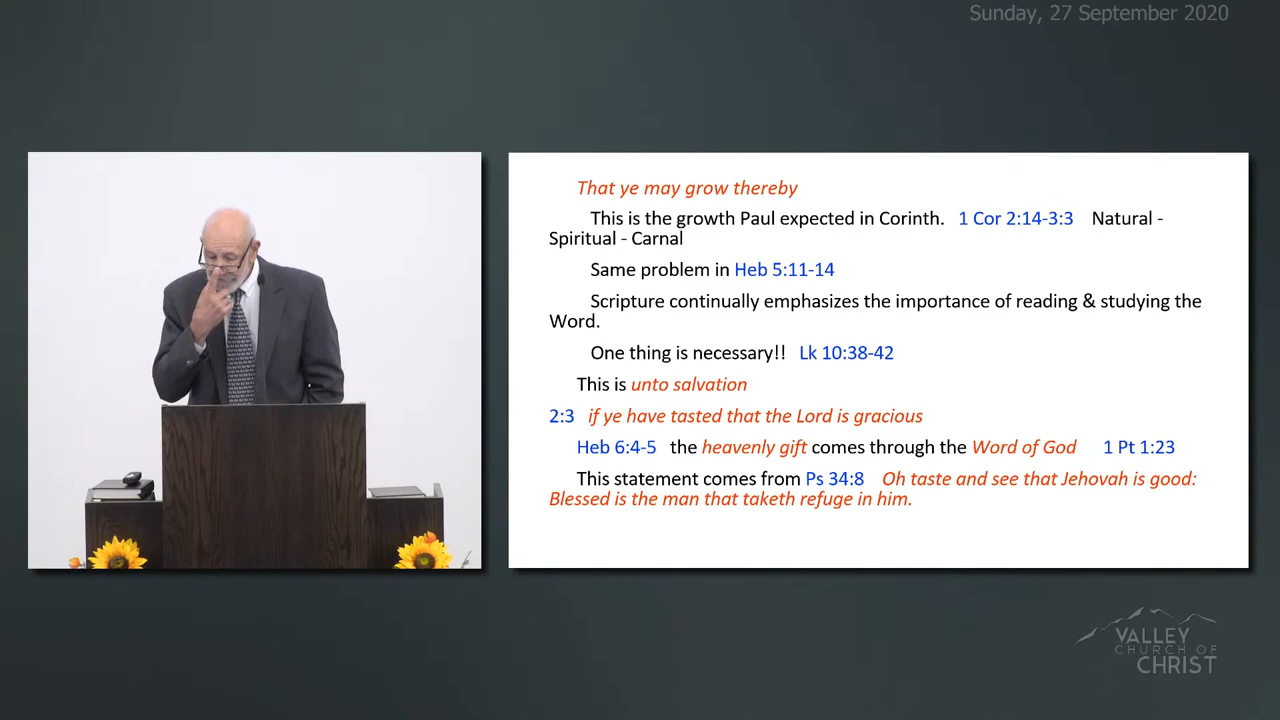 Sunday, 27 September 2020
That ye may grow thereby
This is the growth Paul expected in Corinth. 1 Cor 2:14-3:3 Natural -
Spiritual - Carnal
Same problem in Heb 5:11-14
Scripture continually emphasizes the importance of reading & studying the
Word.
One thing is necessary!! Lk 10:38-42
This is unto salvation
2:3 if ye have tasted that the Lord is gracious
Heb 6:4-5 the heavenly gift comes through the Word of God 1 Pt 1:23
This statement comes from Ps 34:8 Oh taste and see that Jehovah is good:
Blessed is the man that taketh refuge in him.
VALLEY
CHURCH OF
CHRIST